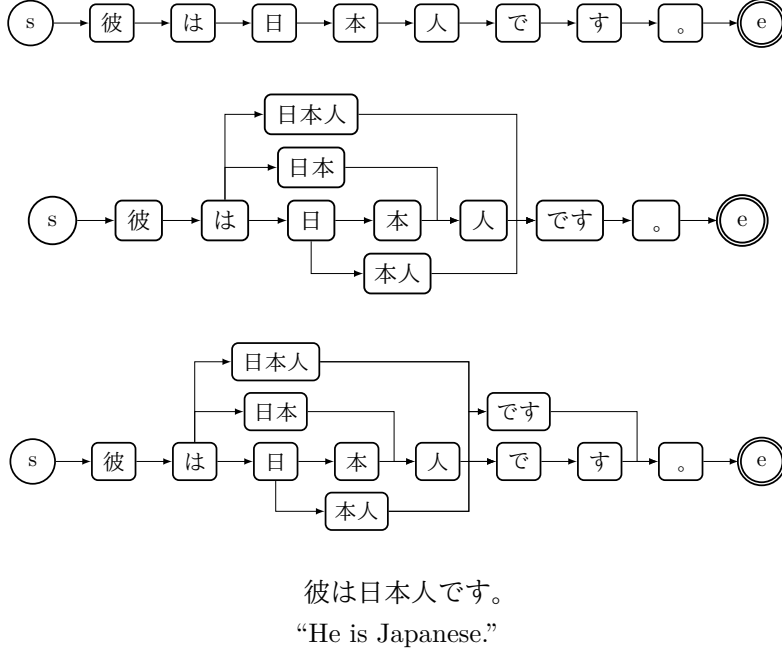 s 彼 は 日 本 人 で す 。 e
日本人
日本
s 彼 は 日 本 人 です 。 e
本人
日本人
日本 です
s 彼 は 日 本 人 で す 。 e
本人
彼は日本人です。
“He is Japanese.”